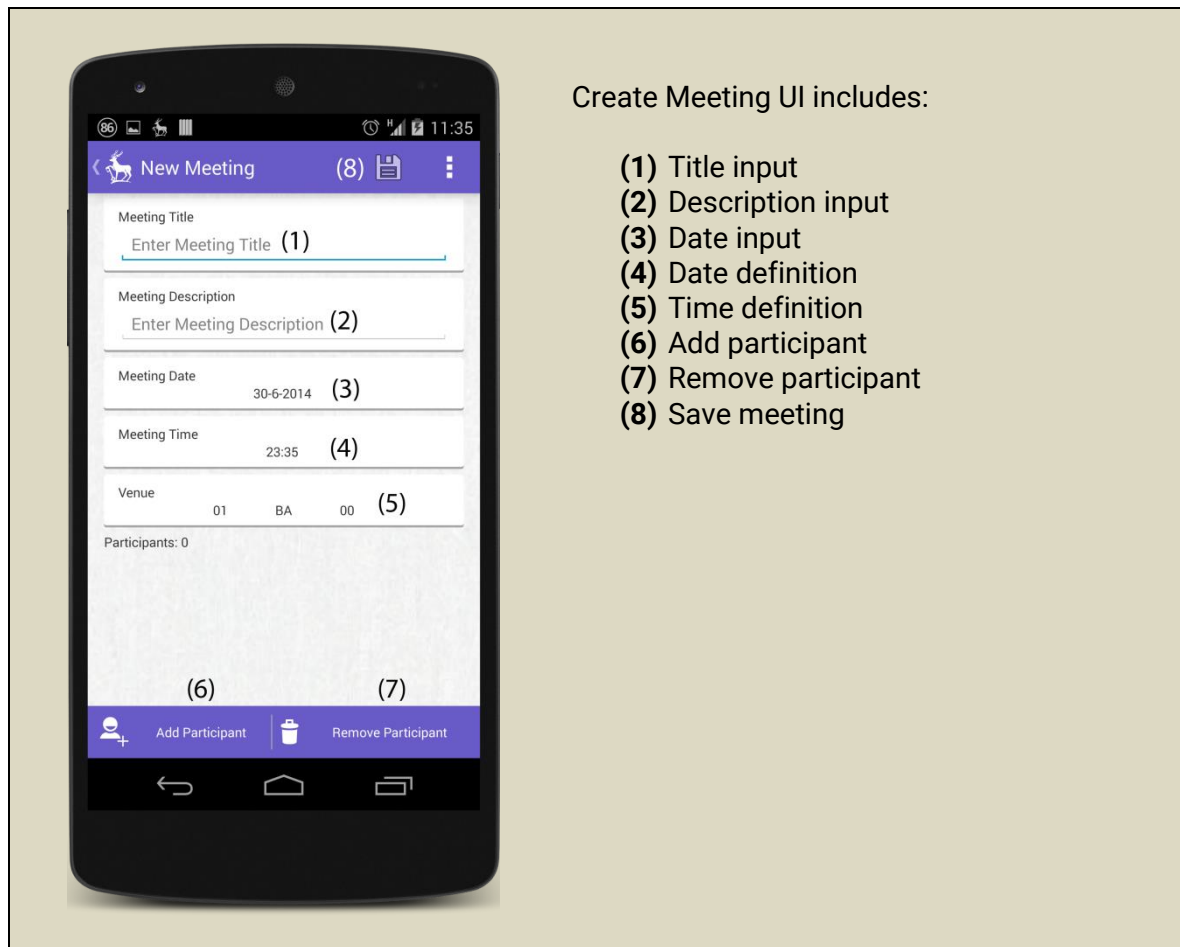 86 H 11:35
New Meeting (8)
Meeting Title
Enter Meeting Title (1)
Meeting Description
Enter Meeting Description (2)
Meeting Date
30-6-2014 (3)
Meeting Time
23:35 (4)
Venue
01 BA 00 (5)
Participants: 0
(6) (7)
Add Participant Remove Participant
Create Meeting UI includes:
(1) Title input
(2) Description input
(3) Date input
(4) Date definition
(5) Time definition
(6) Add participant
(7) Remove participant
(8) Save meeting